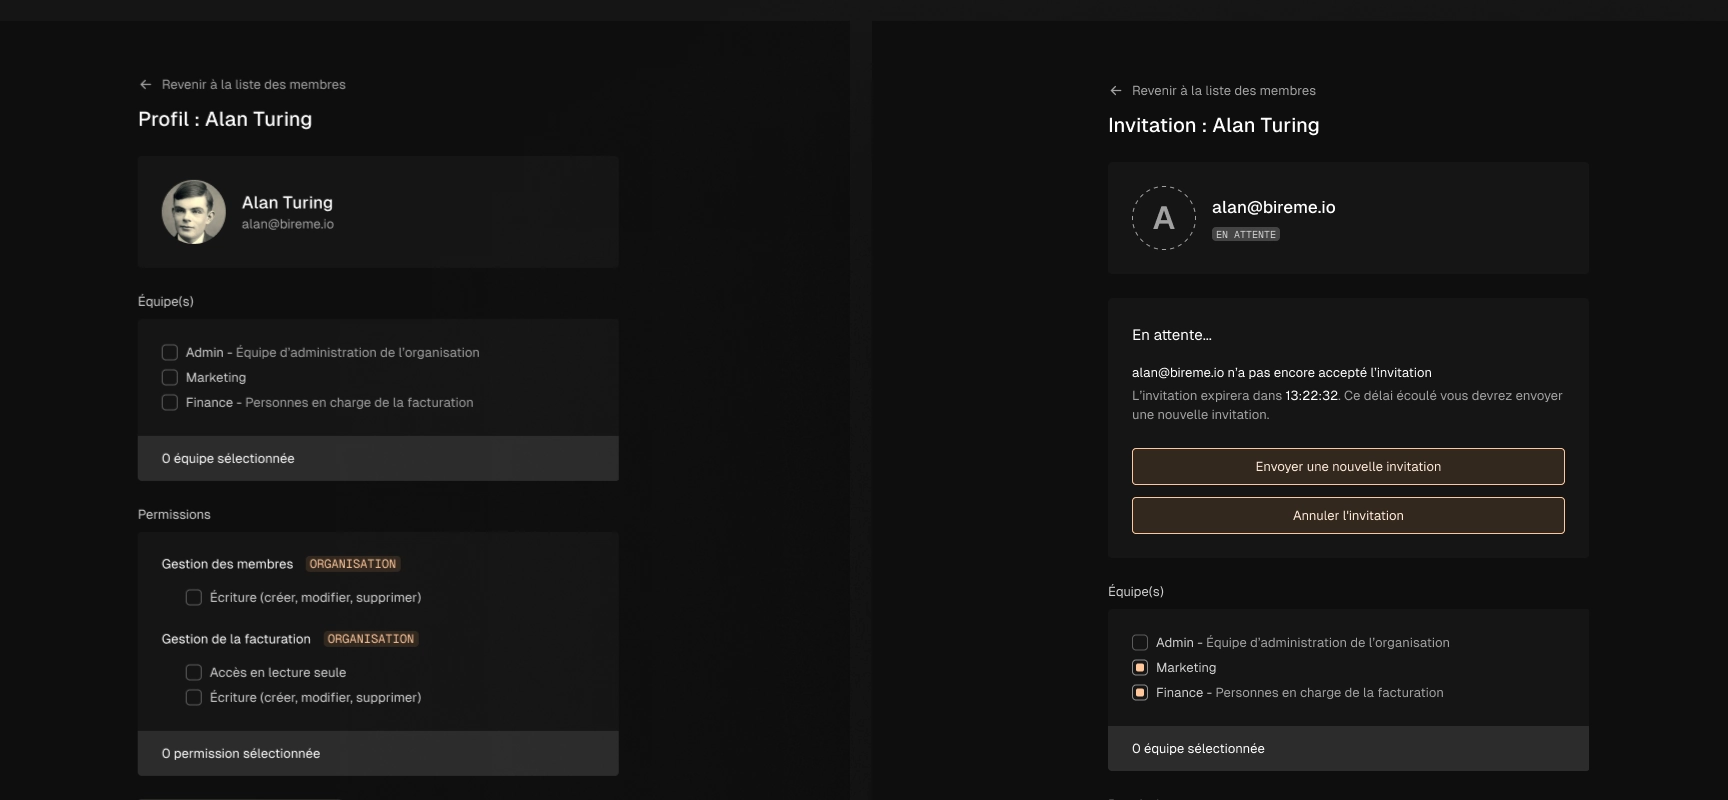 ← Revenir à la liste des membres
Profil : Alan Turing
Alan Turing
alan@bireme.io
Équipe(s)
Admin - Équipe d'administration de l'organisation
Marketing
Finance - Personnes en charge de la facturation
0 équipe sélectionnée
Permissions
Gestion des membres ORGANISATION
Écriture (créer, modifier, supprimer)
Gestion de la facturation ORGANISATION
Accès en lecture seule
Écriture (créer, modifier, supprimer)
0 permission sélectionnée
← Revenir à la liste des membres
Invitation : Alan Turing
A
alan@bireme.io
EN ATTENTE
En attente...
alan@bireme.io n'a pas encore accepté l'invitation
L'invitation expirera dans 13:22:32. Ce délai écoulé vous devrez envoyer
une nouvelle invitation.
Envoyer une nouvelle invitation
Annuler l'invitation
Équipe(s)
Admin - Équipe d'administration de l'organisation
Marketing
Finance - Personnes en charge de la facturation
0 équipe sélectionnée